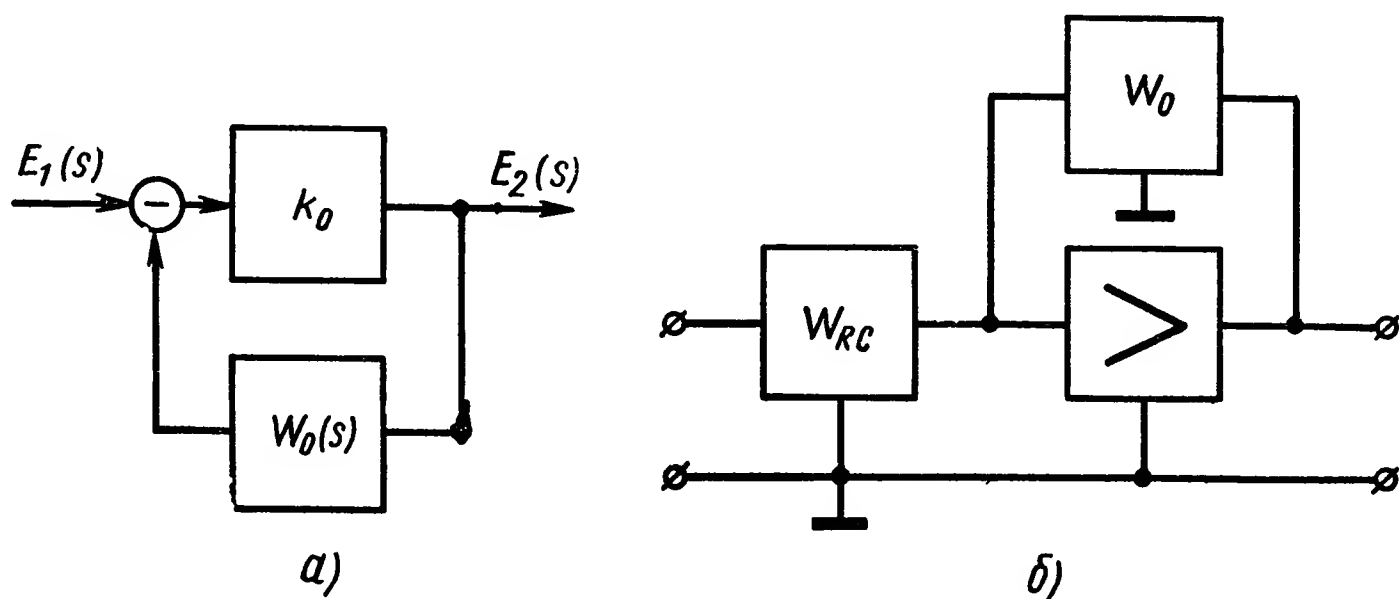 E₁(s)
k₀
E₂(s)
W₀(s)
а)
W₀
W_RC
б)